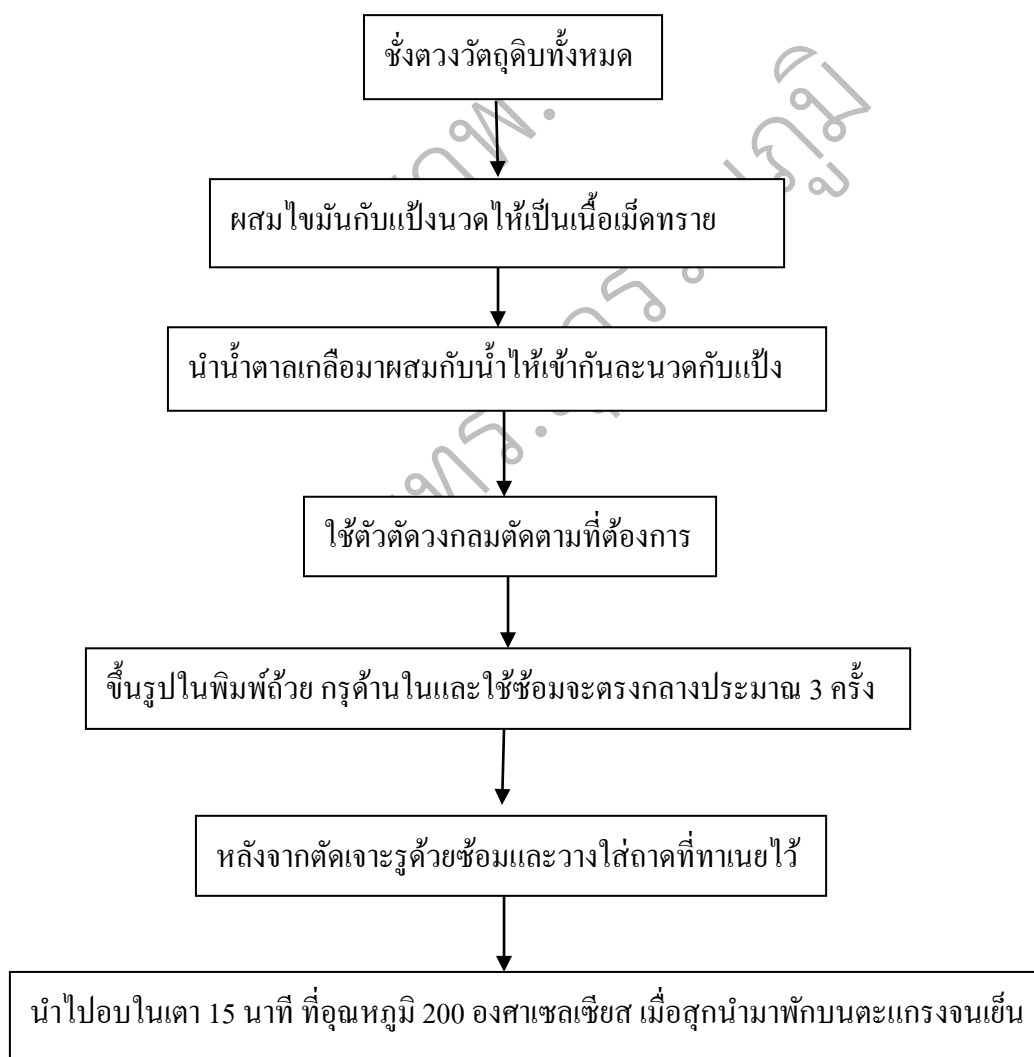 ชั่งตวงวัตถุดิบทั้งหมด
ผสมไขมันกับแป้งนวดไห้เป็นเนื้อเม็ดทราย
นำน้ำตาลเกลือมาผสมกับน้ำไห้เข้ากันละนวดกับแป้ง
ใช้ตัวตัดวงกลมตัดตามที่ต้องการ
ขึ้นรูปในพิมพ์ถ้วย กรุด้านในและใช้ซ้อมจะตรงกลางประมาณ 3 ครั้ง
หลังจากตัดเจาะรูด้วยซ้อมและวางใส่ถาดที่ทาเนยไว้
นำไปอบในเตา 15 นาที ที่อุณหภูมิ 200 องศาเซลเซียส เมื่อสุกนำมาพักบนตะแกรงจนเย็น